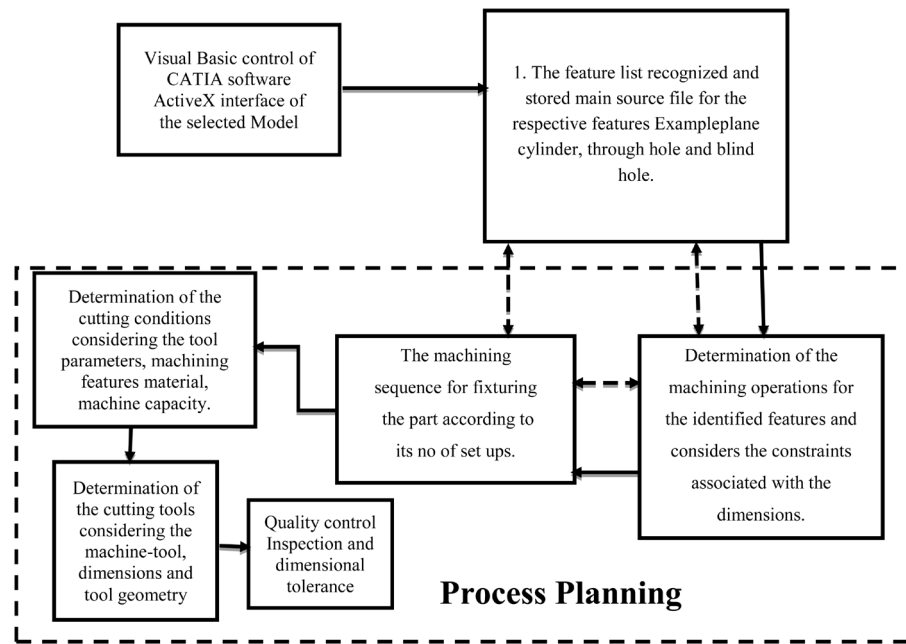 Visual Basic control of
CATIA software
ActiveX interface of
the selected Model
1. The feature list recognized and
stored main source file for the
respective features Exampleplane
cylinder, through hole and blind
hole.
Determination of the
machining operations for
the identified features and
considers the constraints
associated with the
dimensions.
The machining
sequence for fixturing
the part according to
its no of set ups.
Determination of the
cutting conditions
considering the tool
parameters, machining
features material,
machine capacity.
Determination of
the cutting tools
considering the
machine-tool,
dimensions and
tool geometry
Quality control
Inspection and
dimensional
tolerance
Process Planning